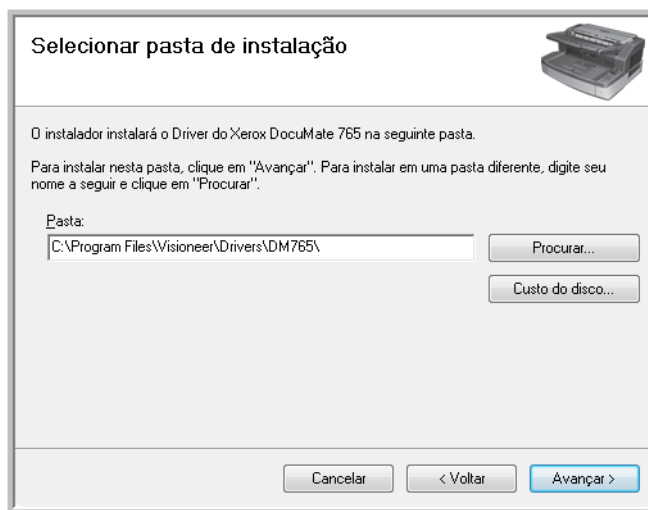 Selecionar pasta de instalação
O instalador instalará o Driver do Xerox DocuMate 765 na seguinte pasta.
Para instalar nesta pasta, clique em "Avançar". Para instalar em uma pasta diferente, digite seu
nome a seguir e clique em "Procurar".
Pasta:
C:\Program Files\Visioneer\Drivers\DM765\
Procurar...
Custo do disco...
Cancelar
< Voltar
Avançar >